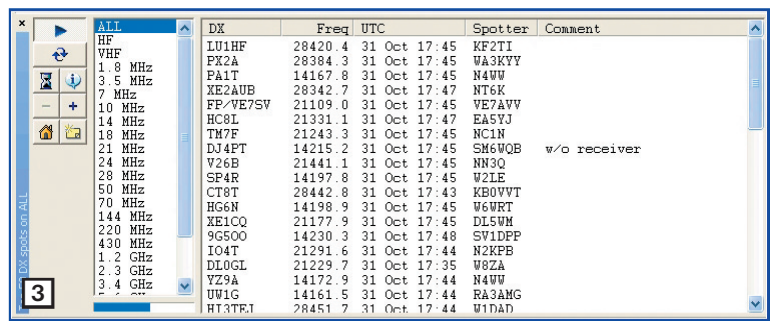 ALL
HF
VHF
1.8 MHz
3.5 MHz
7 MHz
10 MHz
14 MHz
18 MHz
21 MHz
24 MHz
28 MHz
50 MHz
70 MHz
144 MHz
220 MHz
430 MHz
1.2 GHz
2.3 GHz
3.4 GHz
DX Freq UTC Spotter Comment
LU1HF 28420.4 31 Oct 17:45 KF2TI
PX2A 28384.3 31 Oct 17:45 WA3KYY
PA1T 14167.8 31 Oct 17:45 N4WW
XE2AUB 28342.7 31 Oct 17:47 NT6K
FP/VE7SV 21109.0 31 Oct 17:45 VE7AVV
HC8L 21331.1 31 Oct 17:47 EA5YJ
TM7F 21243.3 31 Oct 17:45 NC1N
DJ4PT 14215.2 31 Oct 17:45 SM6WQB w/o receiver
V26B 21441.1 31 Oct 17:45 NN3Q
SP4R 14197.8 31 Oct 17:45 W2LE
CT8T 28442.8 31 Oct 17:43 KB0VVT
HG6N 14198.9 31 Oct 17:45 W6WRT
XE1CQ 21177.9 31 Oct 17:45 DL5WM
9G5OO 14230.3 31 Oct 17:48 SV1DPP
IO4T 21291.6 31 Oct 17:44 N2KPB
DL0GL 21229.7 31 Oct 17:35 W8ZA
YZ9A 14172.9 31 Oct 17:44 N4WW
UW1G 14161.5 31 Oct 17:44 RA3AMG
HI3TEJ 28451.7 31 Oct 17:44 W1DAD
DX spots on ALL
3